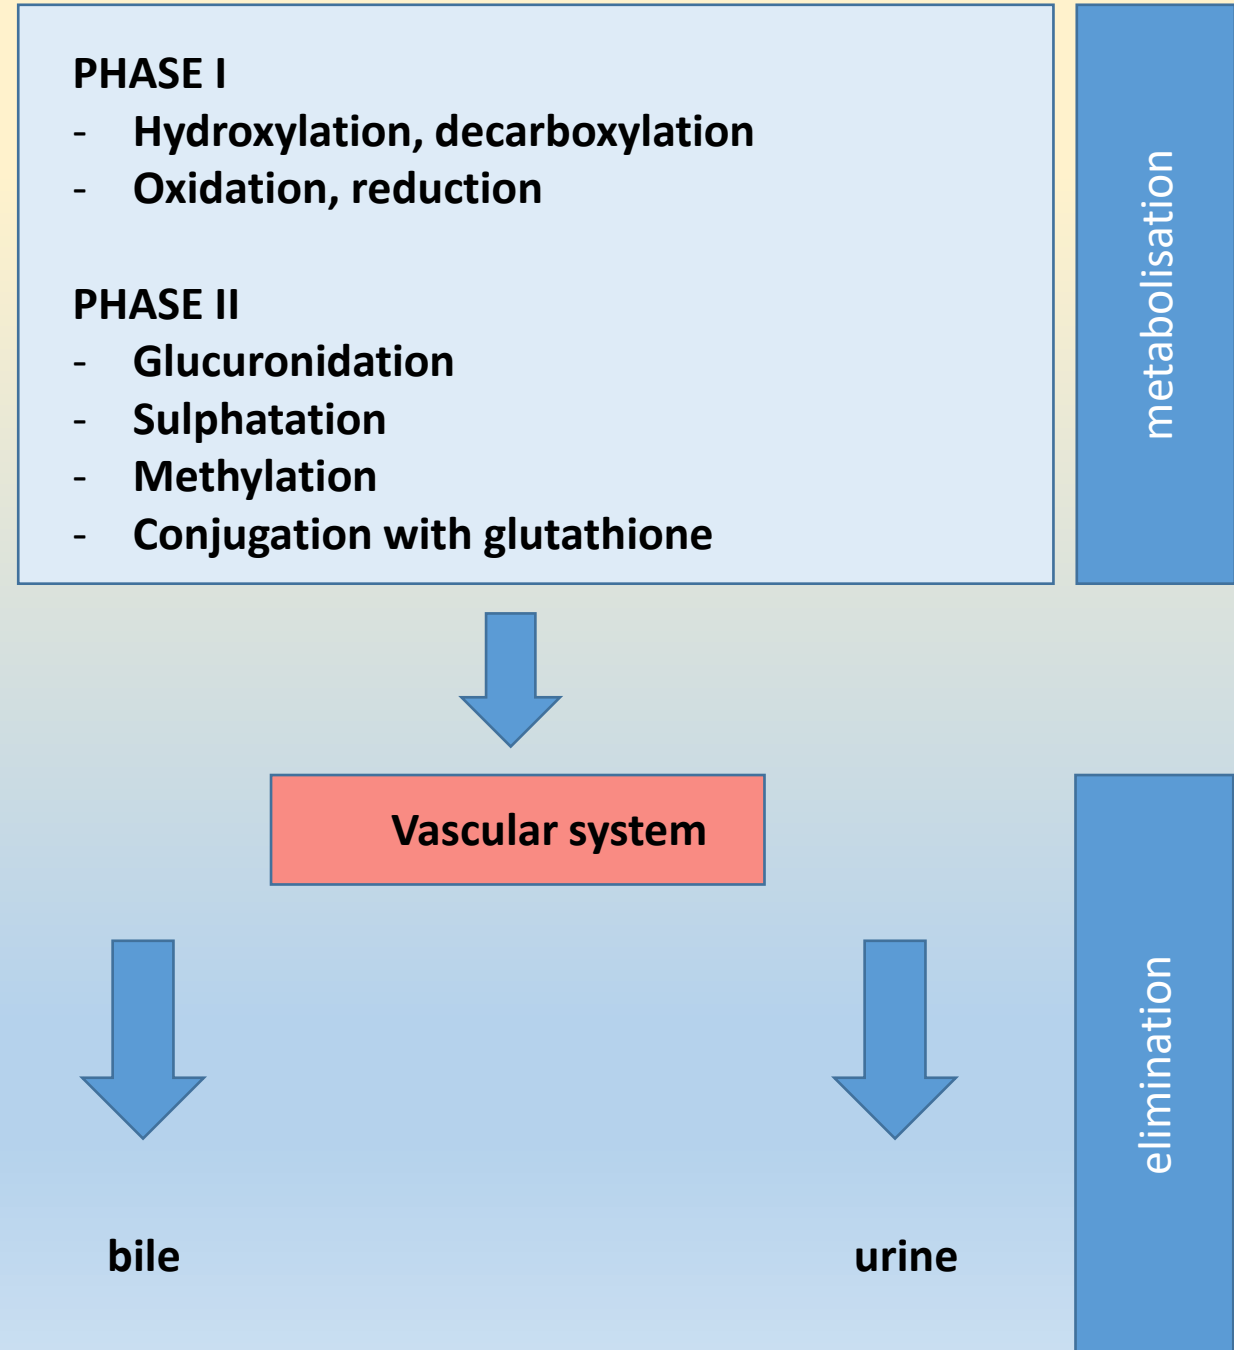 PHASE I
- Hydroxylation, decarboxylation
- Oxidation, reduction
PHASE II
- Glucuronidation
- Sulphatation
- Methylation
- Conjugation with glutathione
metabolisation
Vascular system
bile
urine
elimination